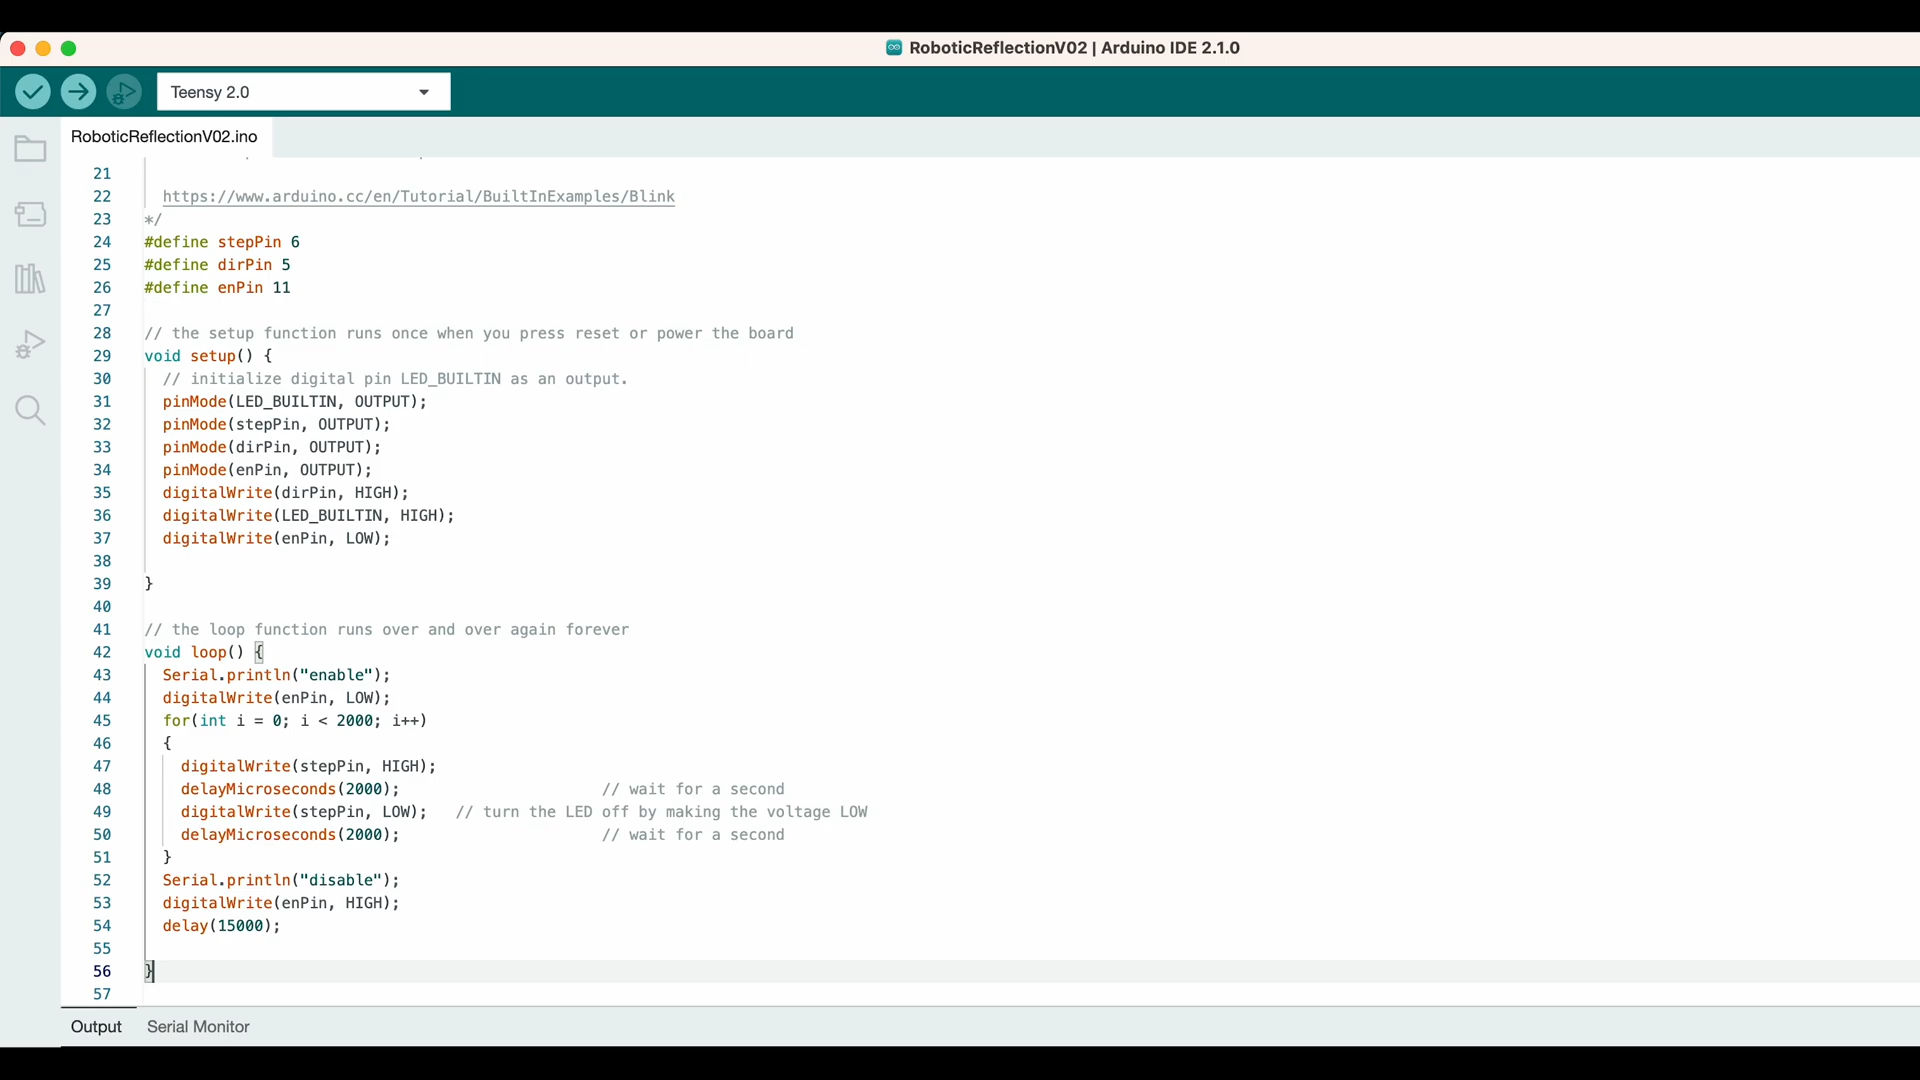 RoboticReflectionV02 | Arduino IDE 2.1.0
Teensy 2.0
RoboticReflectionV02.ino
21
22 https://www.arduino.cc/en/Tutorial/BuiltInExamples/Blink
23 */
24 #define stepPin 6
25 #define dirPin 5
26 #define enPin 11
27
28 // the setup function runs once when you press reset or power the board
29 void setup() {
30 // initialize digital pin LED_BUILTIN as an output.
31 pinMode(LED_BUILTIN, OUTPUT);
32 pinMode(stepPin, OUTPUT);
33 pinMode(dirPin, OUTPUT);
34 pinMode(enPin, OUTPUT);
35 digitalWrite(dirPin, HIGH);
36 digitalWrite(LED_BUILTIN, HIGH);
37 digitalWrite(enPin, LOW);
38
39 }
40
41 // the loop function runs over and over again forever
42 void loop() {
43 Serial.println("enable");
44 digitalWrite(enPin, LOW);
45 for(int i = 0; i < 2000; i++)
46 {
47 digitalWrite(stepPin, HIGH);
48 delayMicroseconds(2000); // wait for a second
49 digitalWrite(stepPin, LOW); // turn the LED off by making the voltage LOW
50 delayMicroseconds(2000); // wait for a second
51 }
52 Serial.println("disable");
53 digitalWrite(enPin, HIGH);
54 delay(15000);
55
56 }
57
Output Serial Monitor